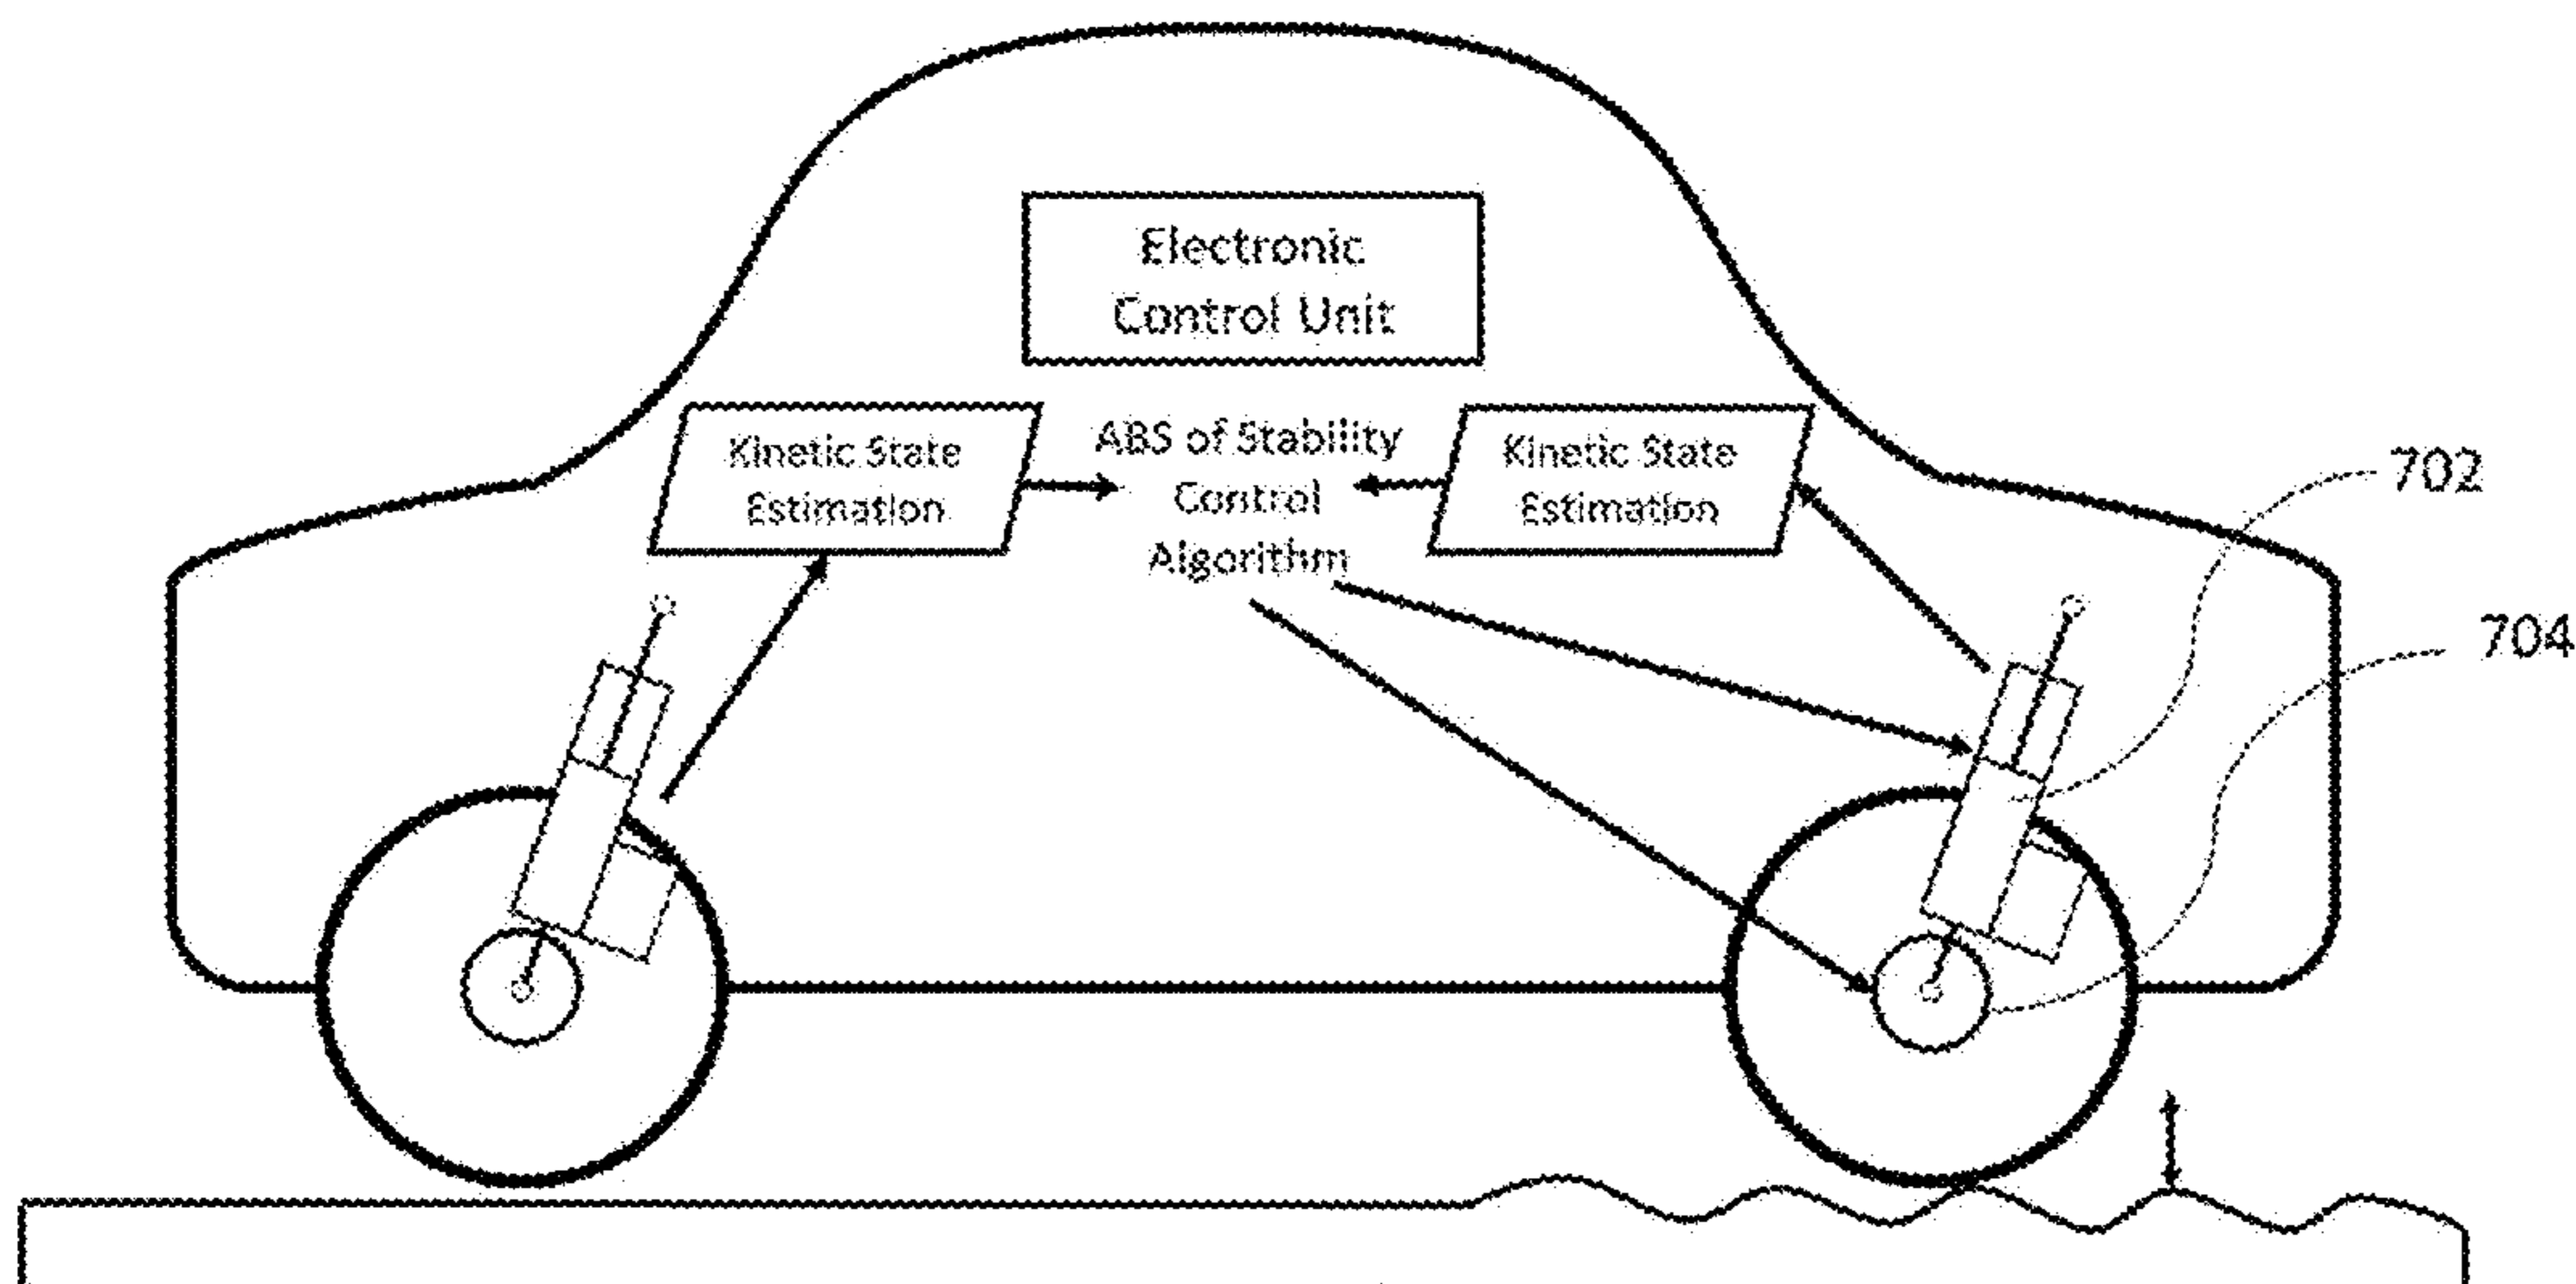 Electronic
Control Unit
Kinetic State
Estimation
ABS of Stability
Control
Algorithm
Kinetic State
Estimation
702
704